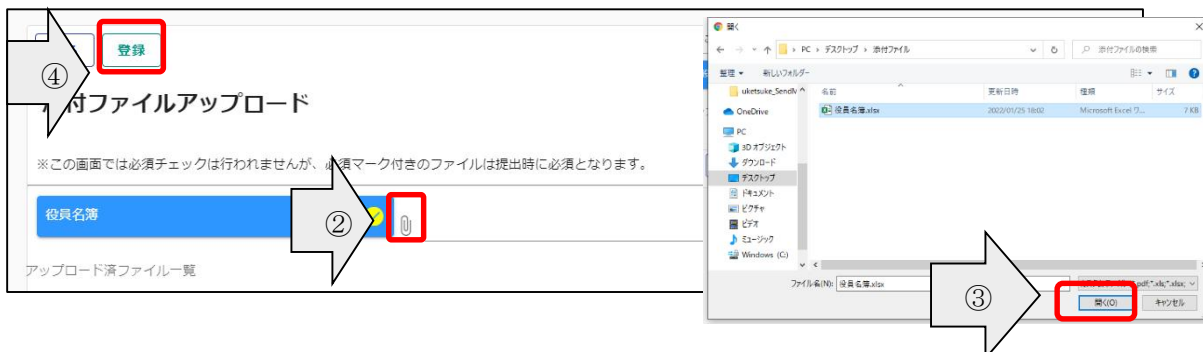 ④
登録
付ファイルアップロード
※この画面では必須チェックは行われませんが、必須マーク付きのファイルは提出時に必須となります。
役員名簿
②
アップロード済ファイル一覧
開く
PC › デスクトップ › 添付ファイル
添付ファイルの検索
整理 新しいフォルダー
名前 更新日時 種類 サイズ
役員名簿.xlsx 2022/01/25 18:02 Microsoft Excel ワ... 7 KB
uketsuke_SendM
OneDrive
PC
3D オブジェクト
ダウンロード
デスクトップ
ドキュメント
ピクチャ
ビデオ
ミュージック
Windows (C:)
ファイル名(N): 役員名簿.xlsx
pdf;*.xls;*.xlsx;
③
開く(O) キャンセル